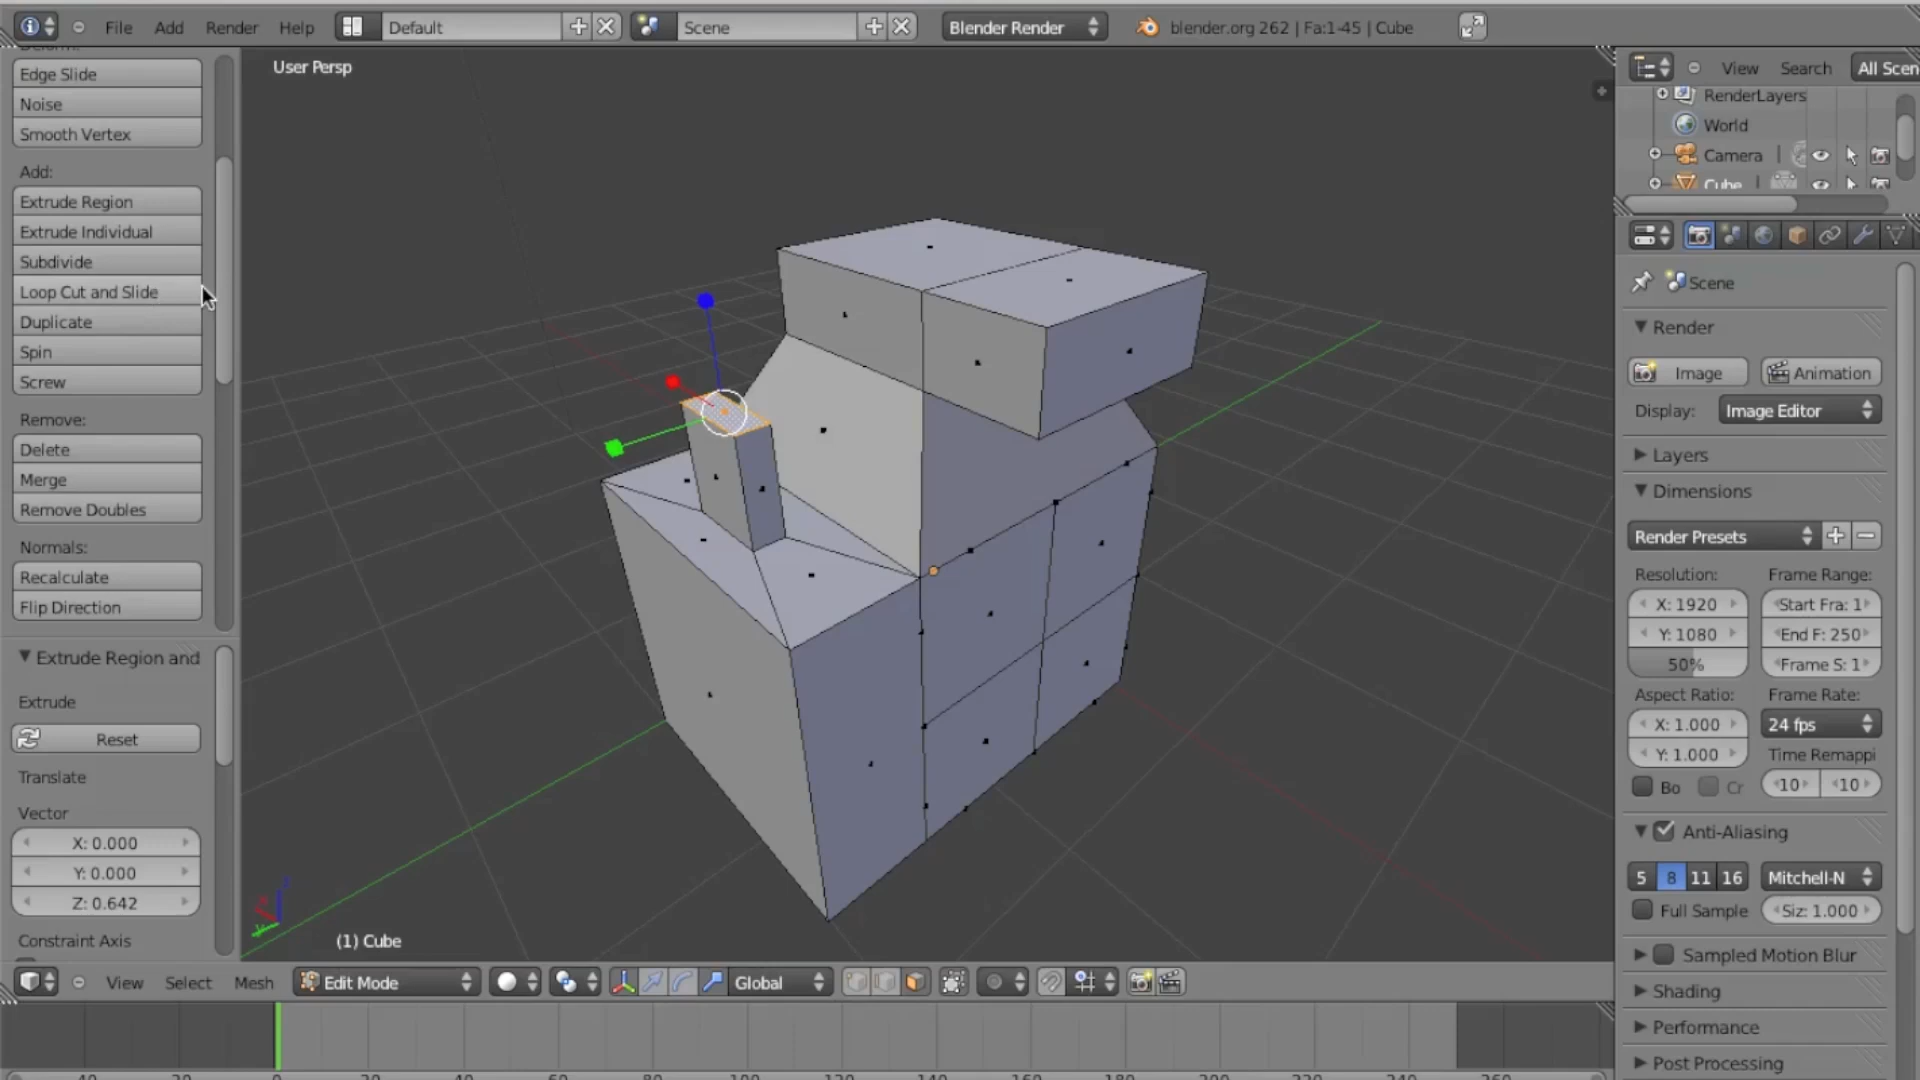 File Add Render Help Default Scene Blender Render blender.org 262 | Fa:1-45 | Cube
User Persp
Edge Slide
Noise
Smooth Vertex
Add:
Extrude Region
Extrude Individual
Subdivide
Loop Cut and Slide
Duplicate
Spin
Screw
Remove:
Delete
Merge
Remove Doubles
Normals:
Recalculate
Flip Direction
Extrude Region and
Extrude
Reset
Translate
Vector
X: 0.000
Y: 0.000
Z: 0.642
Constraint Axis
(1) Cube
View Select Mesh Edit Mode Global
View Search All Scen
RenderLayers
World
Camera
Cube
Scene
Render
Image Animation
Display: Image Editor
Layers
Dimensions
Render Presets
Resolution: Frame Range:
X: 1920 Start Fra: 1
Y: 1080 End F: 250
50% Frame S: 1
Aspect Ratio: Frame Rate:
X: 1.000 24 fps
Y: 1.000 Time Remappi
Bo Cr 10 10
Anti-Aliasing
5 8 11 16 Mitchell-N
Full Sample Siz: 1.000
Sampled Motion Blur
Shading
Performance
Post Processing